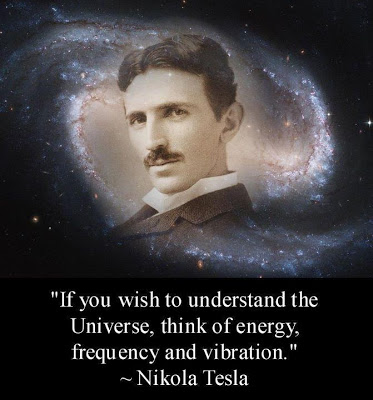 "If you wish to understand the
Universe, think of energy,
frequency and vibration."
~ Nikola Tesla